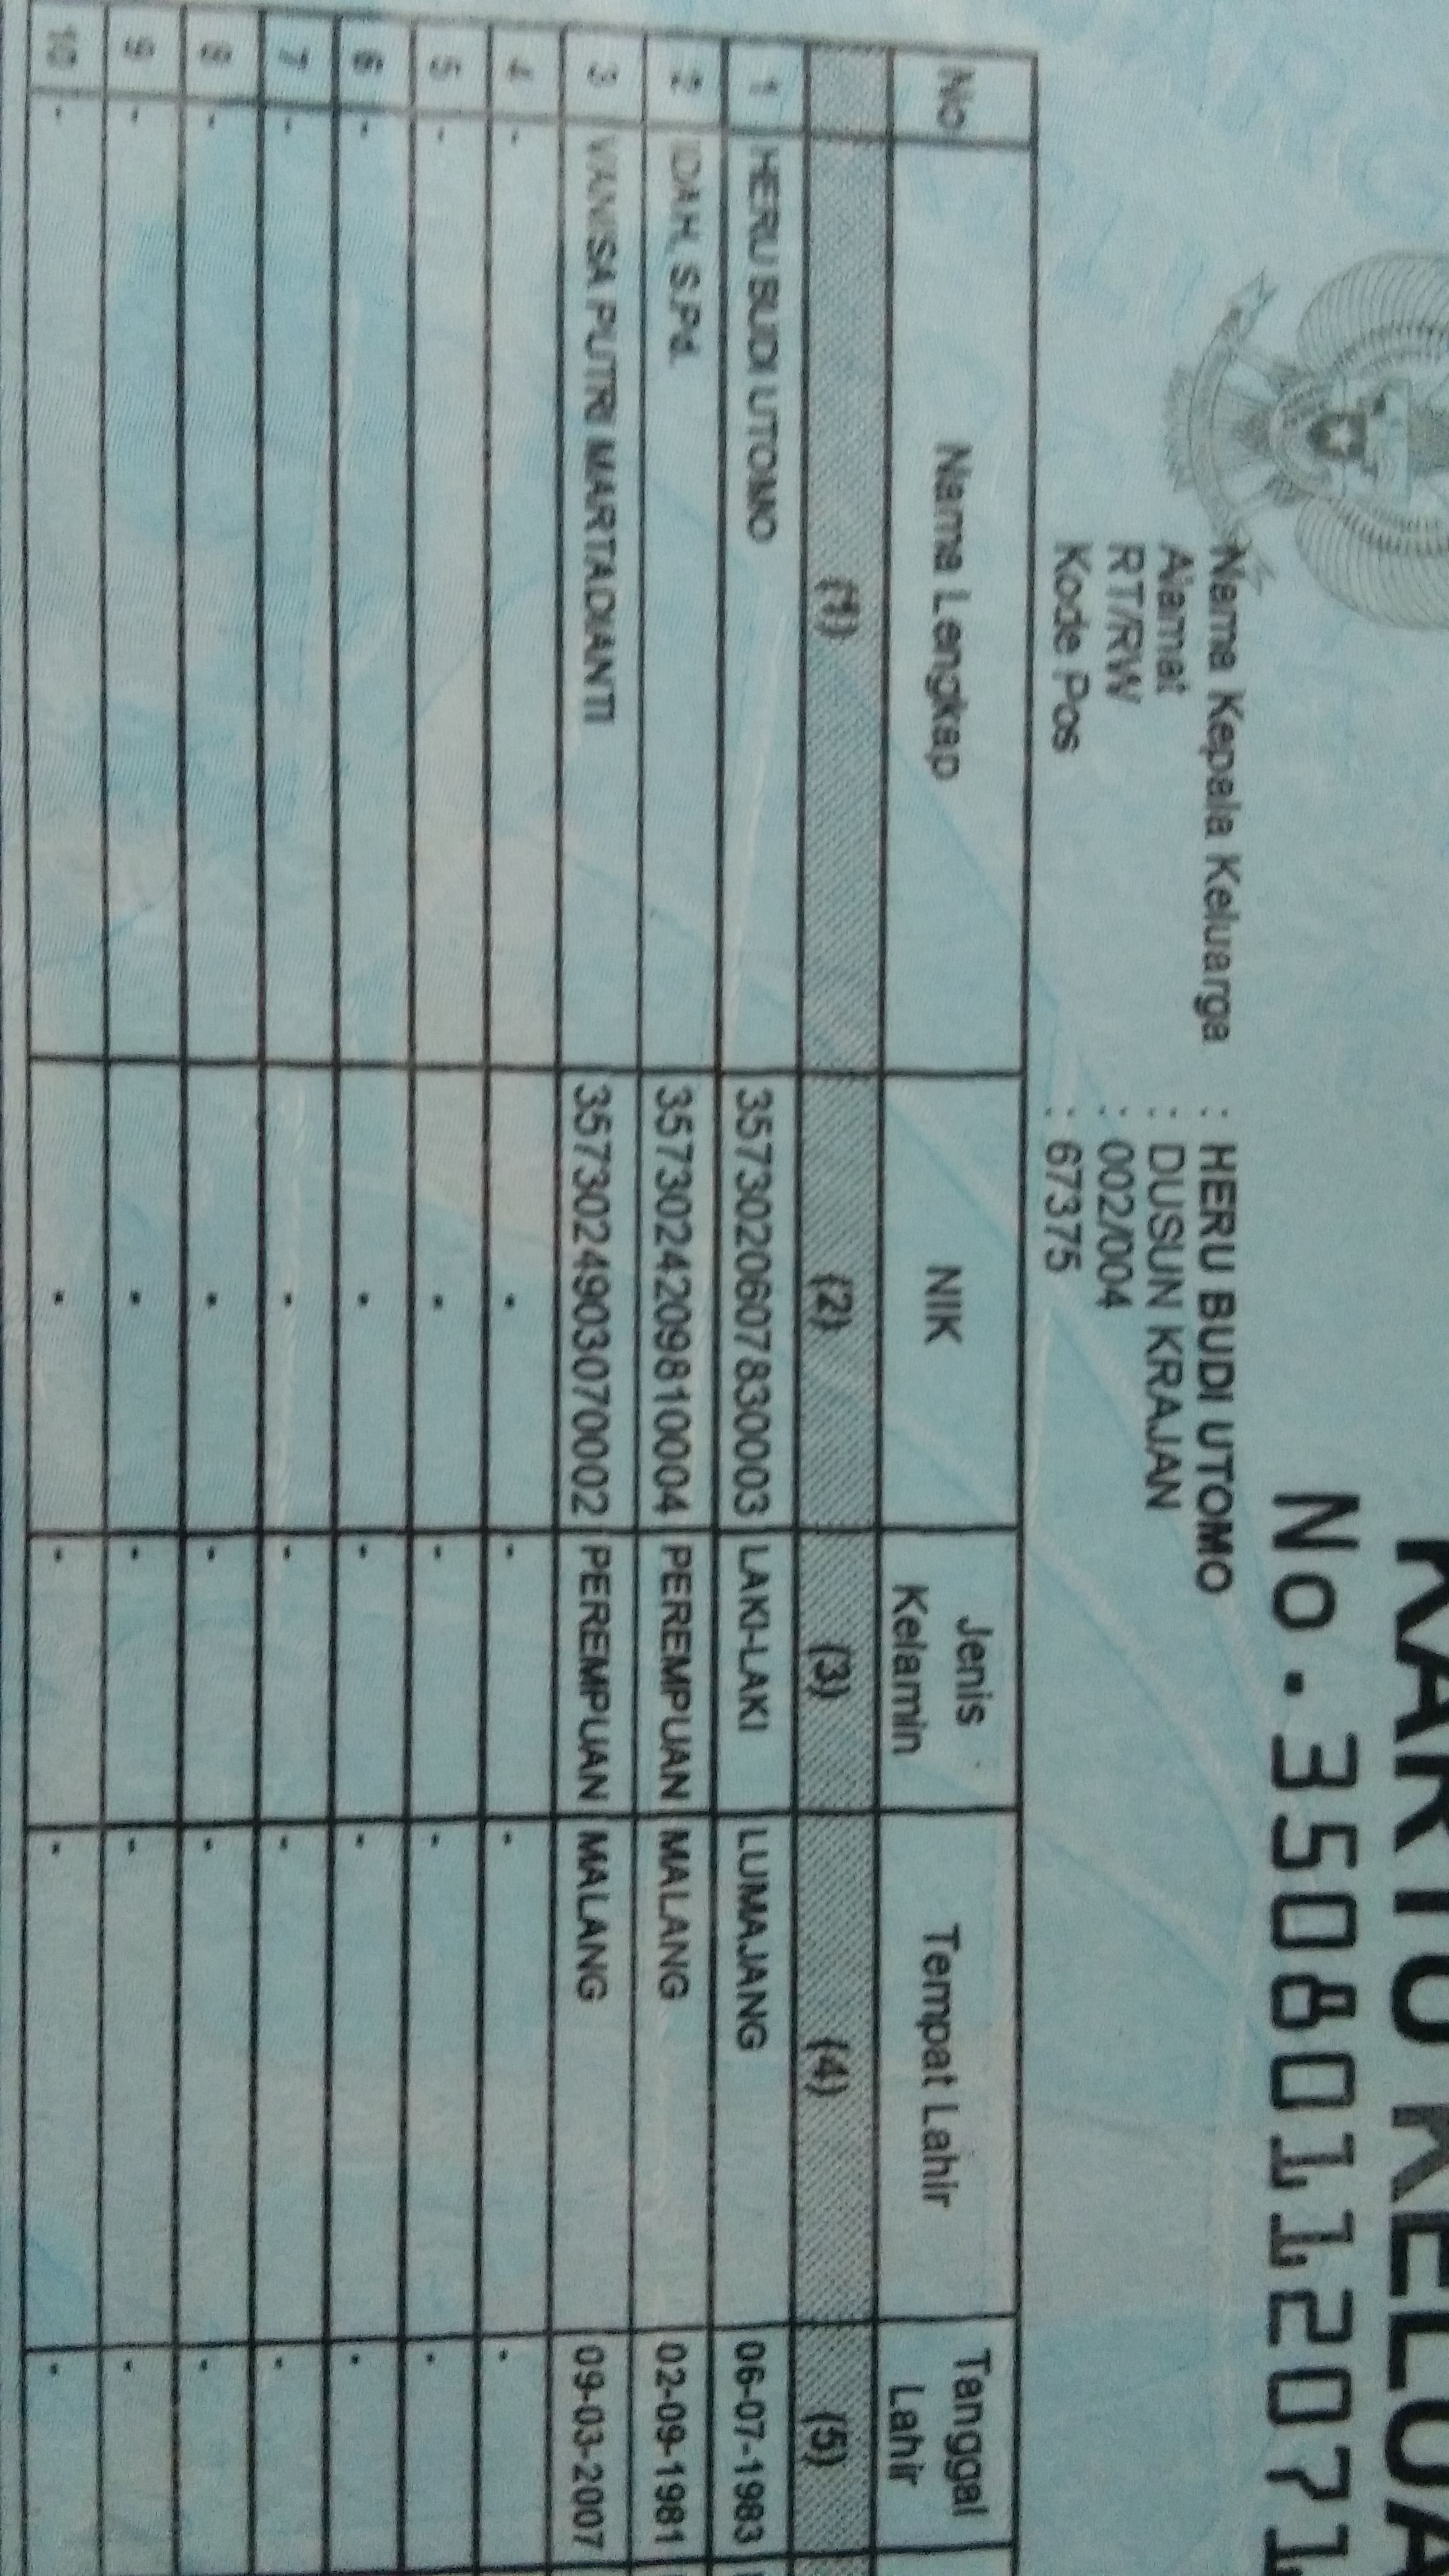 KARTU KELUA
No. 35080112071
Nama Kepala Keluarga : HERU BUDI UTOMO
Alamat : DUSUN KRAJAN
RT/RW : 002/004
Kode Pos : 67375
No Nama Lengkap NIK Jenis Kelamin Tempat Lahir Tanggal Lahir
(1) (2) (3) (4) (5)
1 HERU BUDI UTOMO 3573020607830003 LAKI-LAKI LUMAJANG 06-07-1983
2 IDAH, S.Pd. 3573024209810004 PEREMPUAN MALANG 02-09-1981
3 VANISA PUTRI MARTADIANTI 3573024903070002 PEREMPUAN MALANG 09-03-2007
4 - - - - -
5 - - - - -
6 - - - - -
7 - - - - -
8 - - - - -
9 - - - - -
10 - - - - -